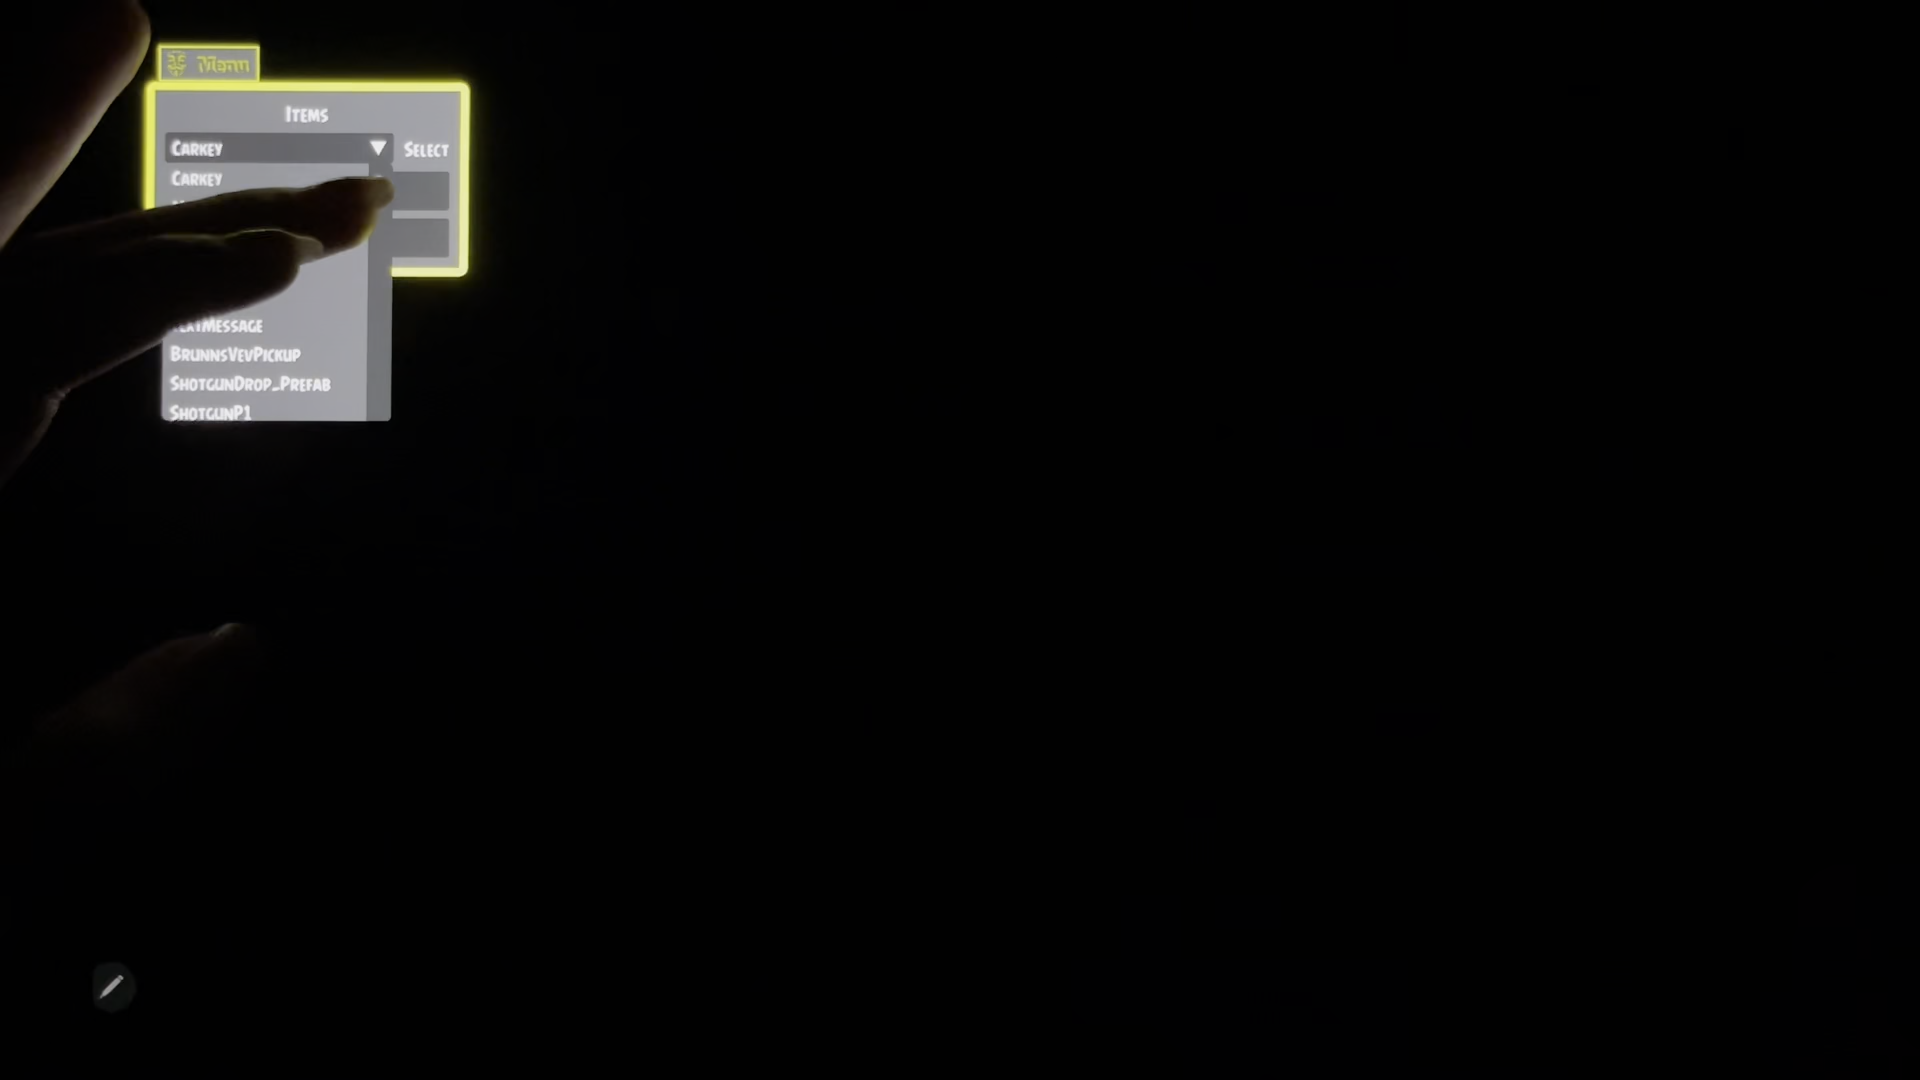 Menu
Items
Carkey
Select
Carkey
BrunnsVevPickup
ShotgunDrop_Prefab
ShotgunP1